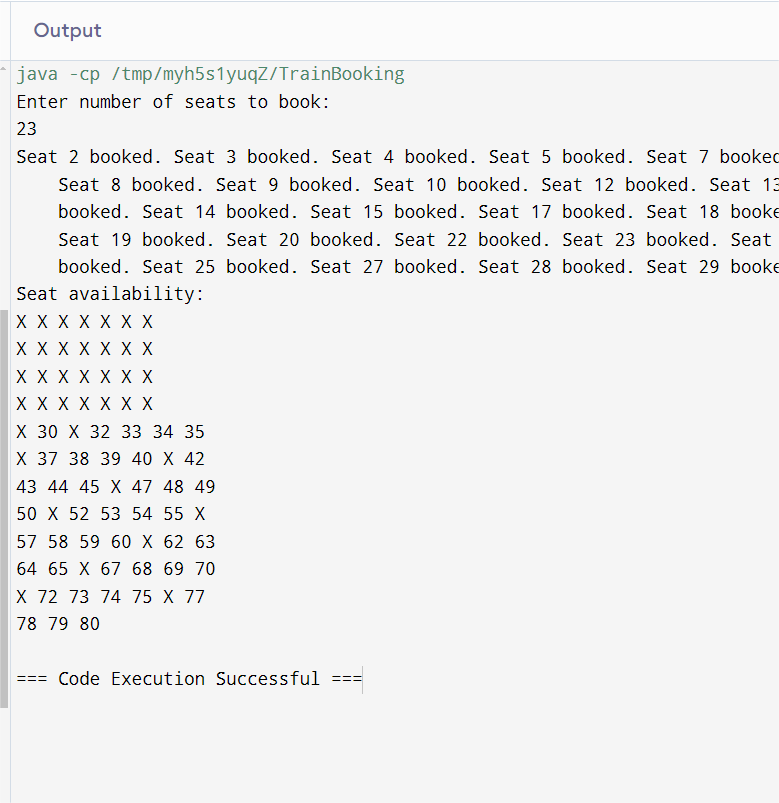 Output
java -cp /tmp/myh5s1yuqZ/TrainBooking
Enter number of seats to book:
23
Seat 2 booked. Seat 3 booked. Seat 4 booked. Seat 5 booked. Seat 7 booked
Seat 8 booked. Seat 9 booked. Seat 10 booked. Seat 12 booked. Seat 13
booked. Seat 14 booked. Seat 15 booked. Seat 17 booked. Seat 18 booke
Seat 19 booked. Seat 20 booked. Seat 22 booked. Seat 23 booked. Seat
booked. Seat 25 booked. Seat 27 booked. Seat 28 booked. Seat 29 booke
Seat availability:
X X X X X X X
X X X X X X X
X X X X X X X
X X X X X X X
X 30 X 32 33 34 35
X 37 38 39 40 X 42
43 44 45 X 47 48 49
50 X 52 53 54 55 X
57 58 59 60 X 62 63
64 65 X 67 68 69 70
X 72 73 74 75 X 77
78 79 80
=== Code Execution Successful ===